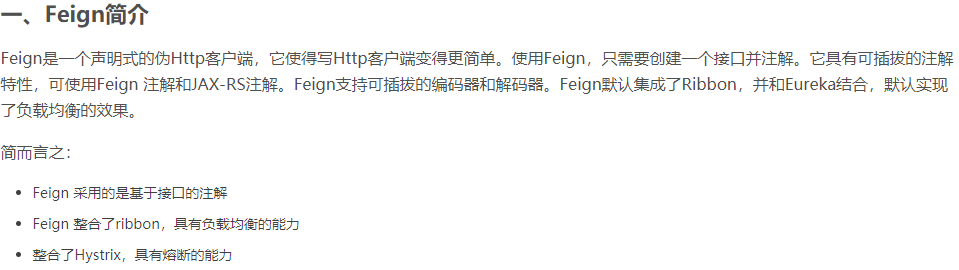 一、Feign简介
Feign是一个声明式的伪Http客户端，它使得写Http客户端变得更简单。使用Feign，只需要创建一个接口并注解。它具有可插拔的注解
特性，可使用Feign 注解和JAX-RS注解。Feign支持可插拔的编码器和解码器。Feign默认集成了Ribbon，并和Eureka结合，默认实现
了负载均衡的效果。
简而言之：
• Feign 采用的是基于接口的注解
• Feign 整合了ribbon，具有负载均衡的能力
• 整合了Hystrix，具有熔断的能力